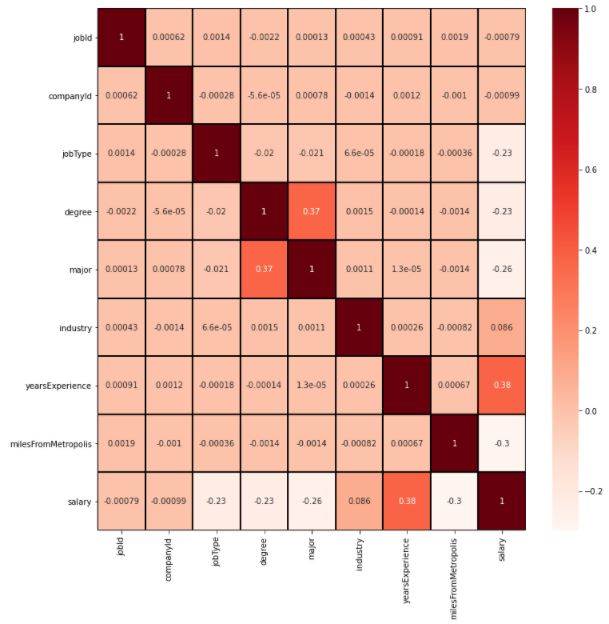 1.0
jobId 1 0.00062 0.0014 -0.0022 0.00013 0.00043 0.00091 0.0019 -0.00079
companyId 0.00062 1 -0.00028 -5.6e-05 0.00078 -0.0014 0.0012 -0.001 -0.00099
0.8
jobType 0.0014 -0.00028 1 -0.02 -0.021 6.6e-05 -0.00018 -0.00036 -0.23
0.6
degree -0.0022 -5.6e-05 -0.02 1 0.37 0.0015 -0.00014 -0.0014 -0.23
0.4
major 0.00013 0.00078 -0.021 0.37 1 0.0011 1.3e-05 -0.0014 -0.26
industry 0.00043 -0.0014 6.6e-05 0.0015 0.0011 1 0.00026 -0.00082 0.086
0.2
yearsExperience 0.00091 0.0012 -0.00018 -0.00014 1.3e-05 0.00026 1 0.00067 0.38
0.0
milesFromMetropolis 0.0019 -0.001 -0.00036 -0.0014 -0.0014 -0.00082 0.00067 1 -0.3
−0.2
salary -0.00079 -0.00099 -0.23 -0.23 -0.26 0.086 0.38 -0.3 1
jobId
companyId
jobType
degree
major
industry
yearsExperience
milesFromMetropolis
salary